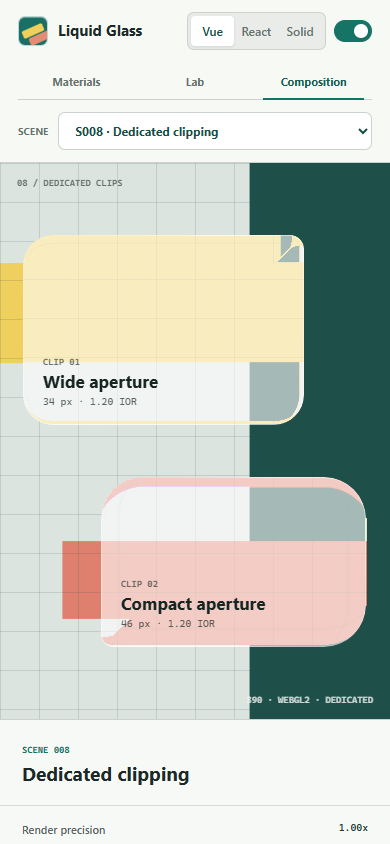 Liquid Glass
Vue React Solid
Materials Lab Composition
SCENE S008 · Dedicated clipping
08 / DEDICATED CLIPS
CLIP 01
Wide aperture
34 px · 1.20 IOR
CLIP 02
Compact aperture
46 px · 1.20 IOR
390 · WEBGL2 · DEDICATED
SCENE 008
Dedicated clipping
Render precision 1.00x